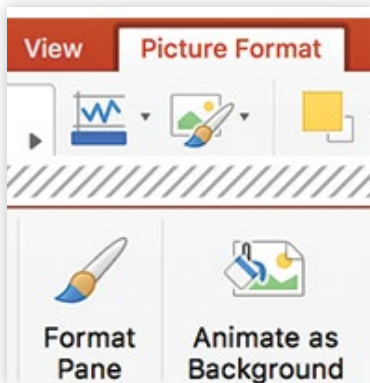 View Picture Format
Format Pane
Animate as Background